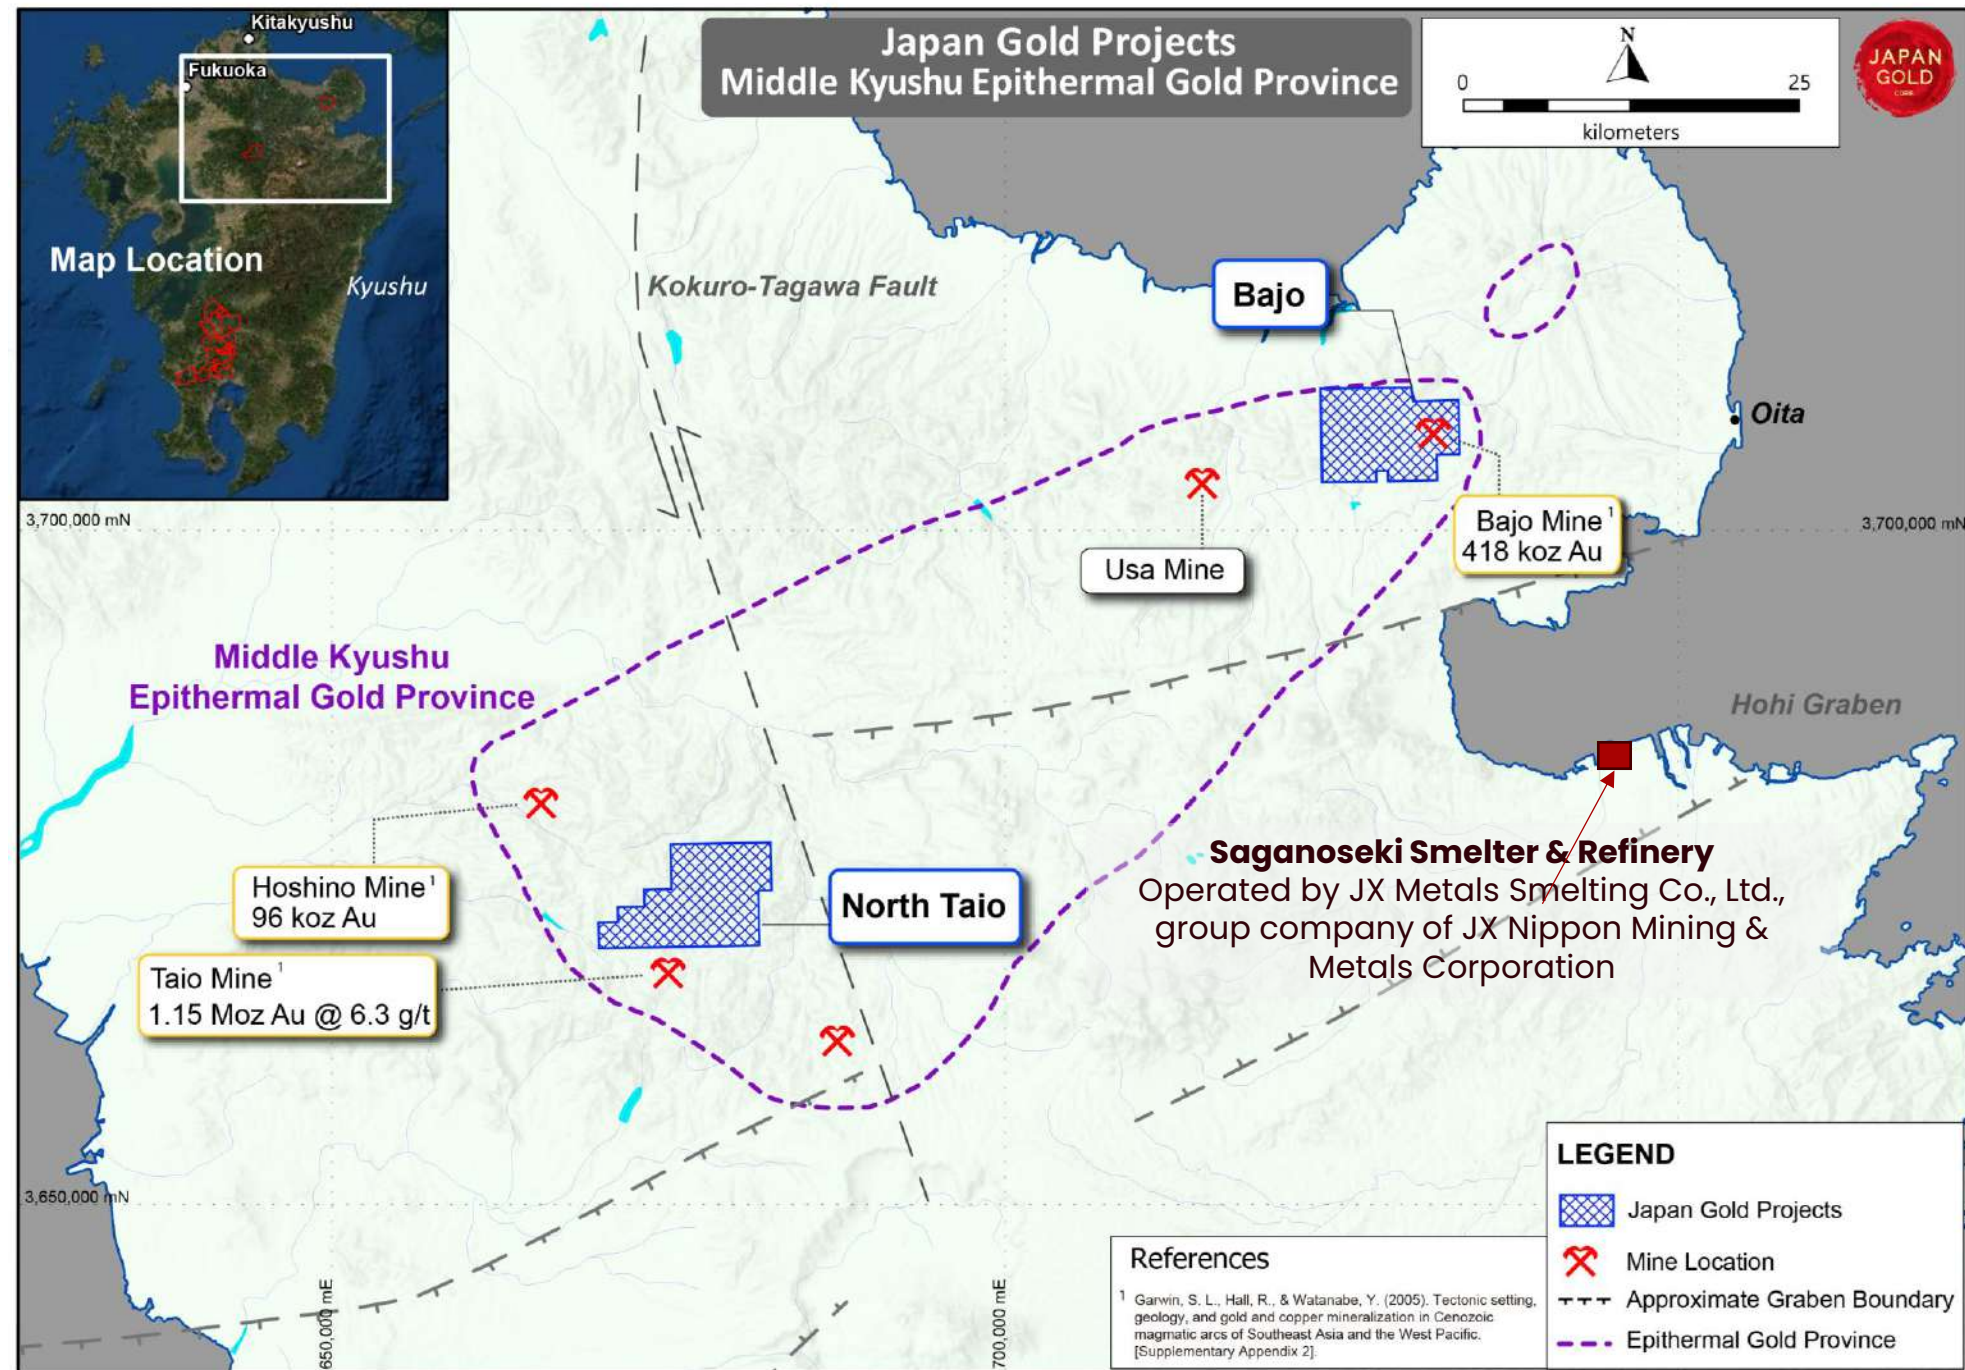 Kitakyushu
Fukuoka
Map Location
Kyushu
Japan Gold Projects
Middle Kyushu Epithermal Gold Province
N
0
25
kilometers
JAPAN
GOLD
CORP.
Kokuro-Tagawa Fault
Bajo
Oita
3,700,000 mN
3,700,000 mN
Bajo Mine ¹
418 koz Au
Usa Mine
Middle Kyushu
Epithermal Gold Province
Hohi Graben
Hoshino Mine ¹
96 koz Au
North Taio
Saganoseki Smelter & Refinery
Operated by JX Metals Smelting Co., Ltd.,
group company of JX Nippon Mining &
Metals Corporation
Taio Mine ¹
1.15 Moz Au @ 6.3 g/t
3,650,000 mN
650,000 mE
700,000 mE
References
¹ Garwin, S. L., Hall, R., & Watanabe, Y. (2005). Tectonic setting,
geology, and gold and copper mineralization in Cenozoic
magmatic arcs of Southeast Asia and the West Pacific.
[Supplementary Appendix 2].
LEGEND
Japan Gold Projects
Mine Location
Approximate Graben Boundary
Epithermal Gold Province